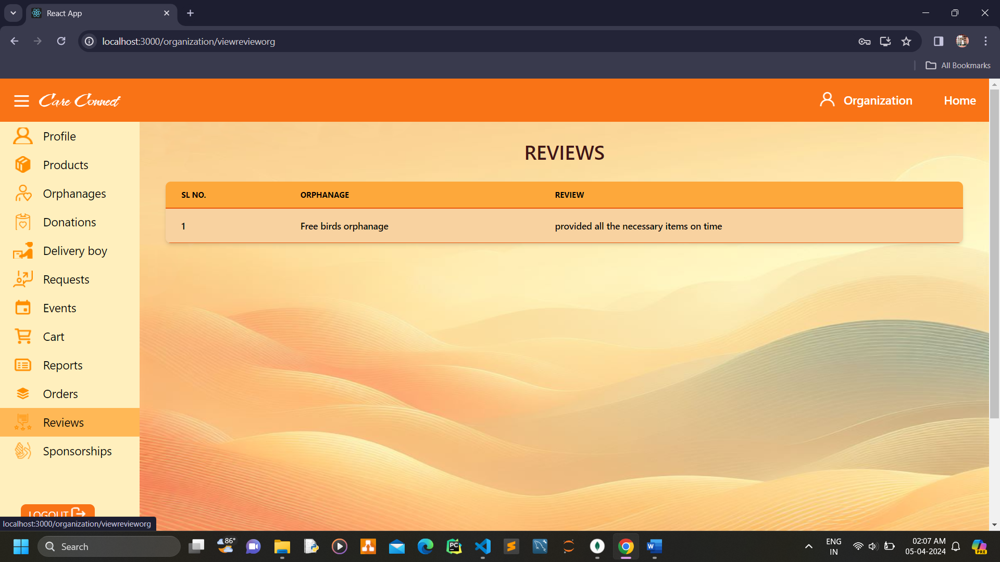 React App
localhost:3000/organization/viewrevieworg
All Bookmarks
Care Connect
Organization
Home
Profile
Products
Orphanages
Donations
Delivery boy
Requests
Events
Cart
Reports
Orders
Reviews
Sponsorships
LOGOUT
REVIEWS
SL NO. ORPHANAGE REVIEW
1 Free birds orphanage provided all the necessary items on time
localhost:3000/organization/viewrevieworg
Search
86°
PC
W
ENG
IN
02:07 AM
05-04-2024
PRE